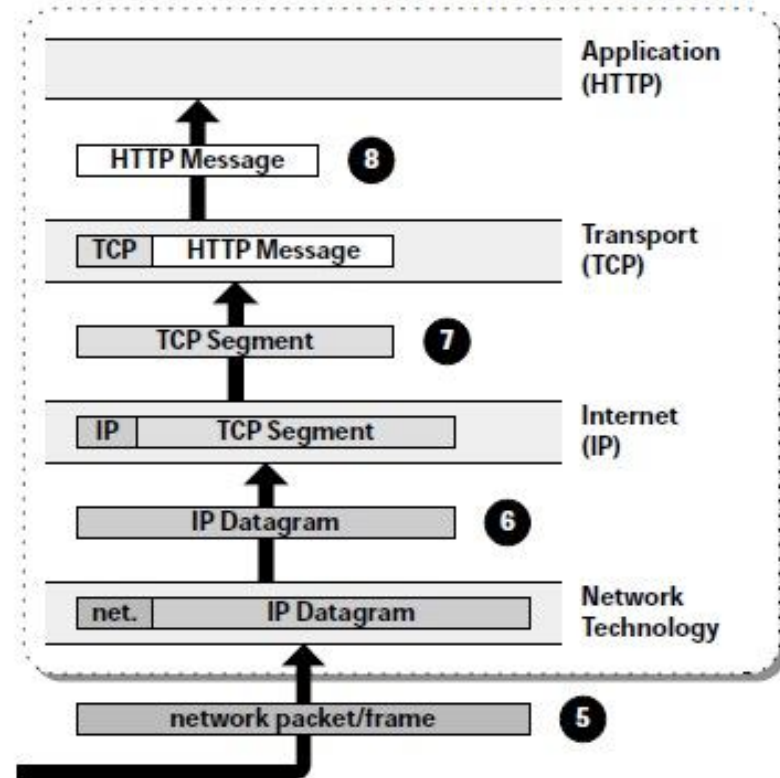 Application
(HTTP)
HTTP Message 8
TCP HTTP Message
Transport
(TCP)
TCP Segment 7
IP TCP Segment
Internet
(IP)
IP Datagram 6
net. IP Datagram
Network
Technology
network packet/frame 5